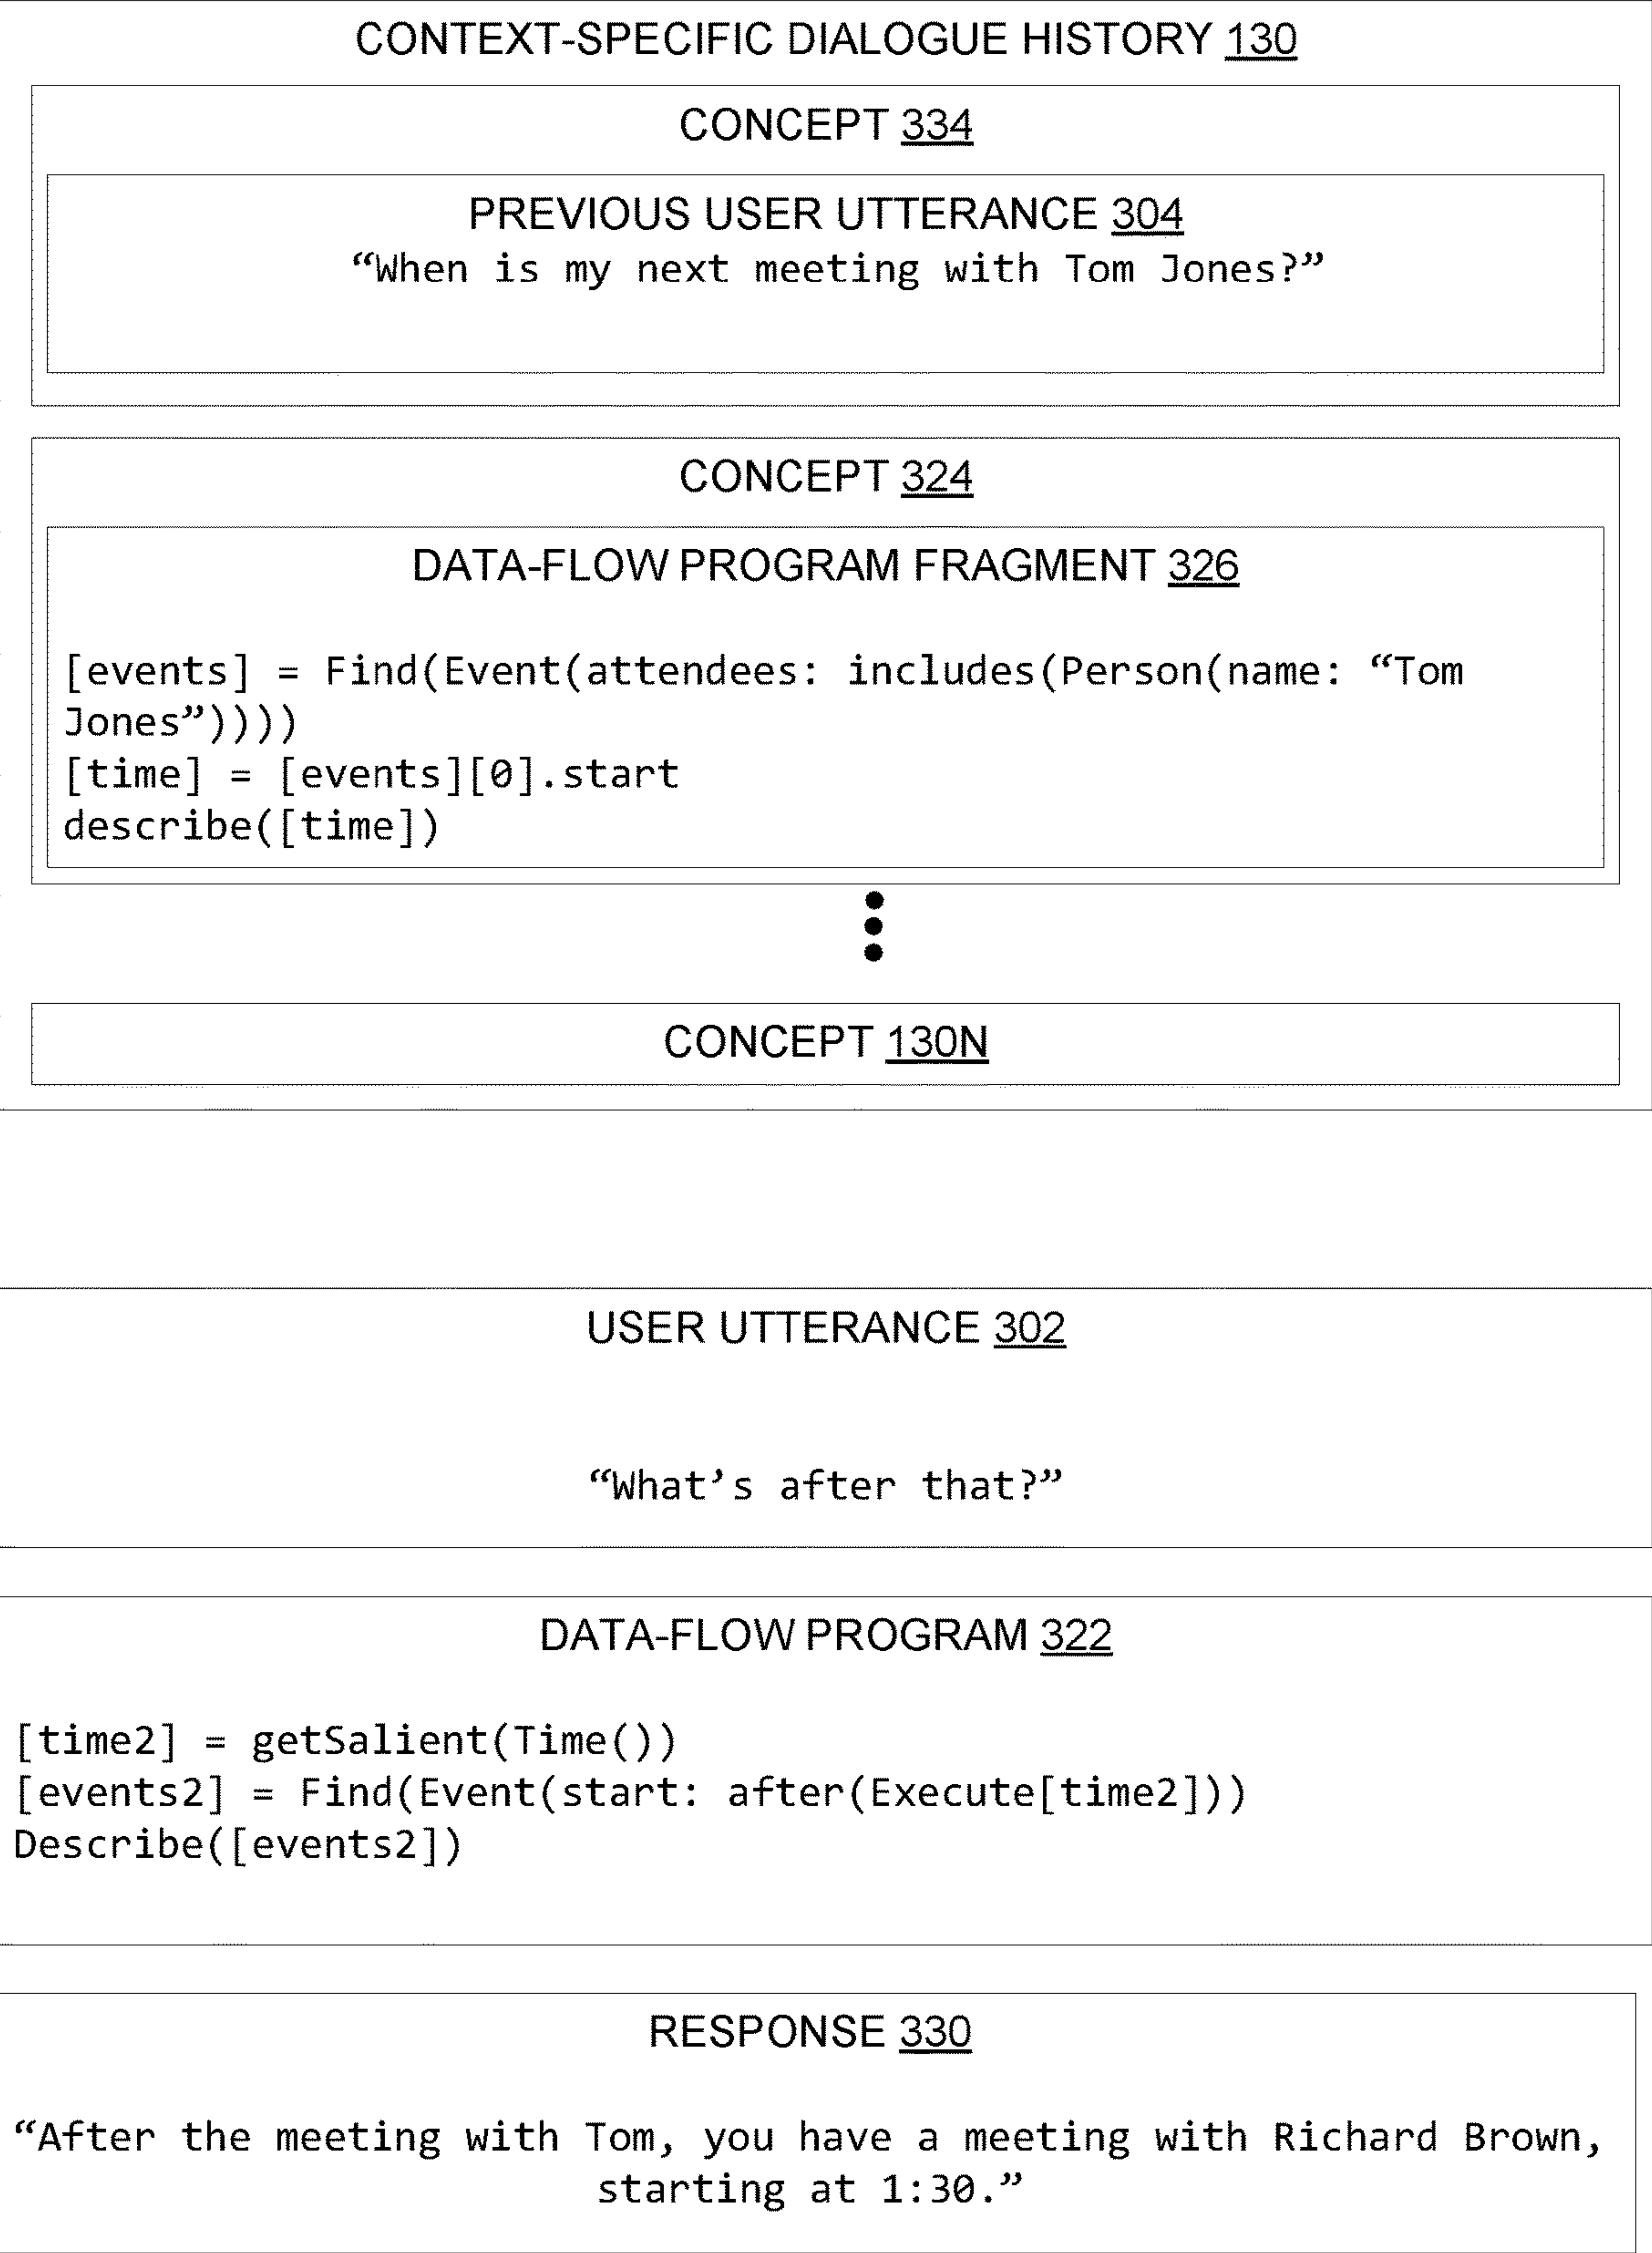 CONTEXT-SPECIFIC DIALOGUE HISTORY 130
CONCEPT 334
PREVIOUS USER UTTERANCE 304
“When is my next meeting with Tom Jones?”
CONCEPT 324
DATA-FLOW PROGRAM FRAGMENT 326
[events] = Find(Event(attendees: includes(Person(name: “Tom
Jones”))))
[time] = [events][0].start
describe([time])
CONCEPT 130N
USER UTTERANCE 302
“What’s after that?”
DATA-FLOW PROGRAM 322
[time2] = getSalient(Time())
[events2] = Find(Event(start: after(Execute[time2]))
Describe([events2])
RESPONSE 330
“After the meeting with Tom, you have a meeting with Richard Brown,
starting at 1:30.”